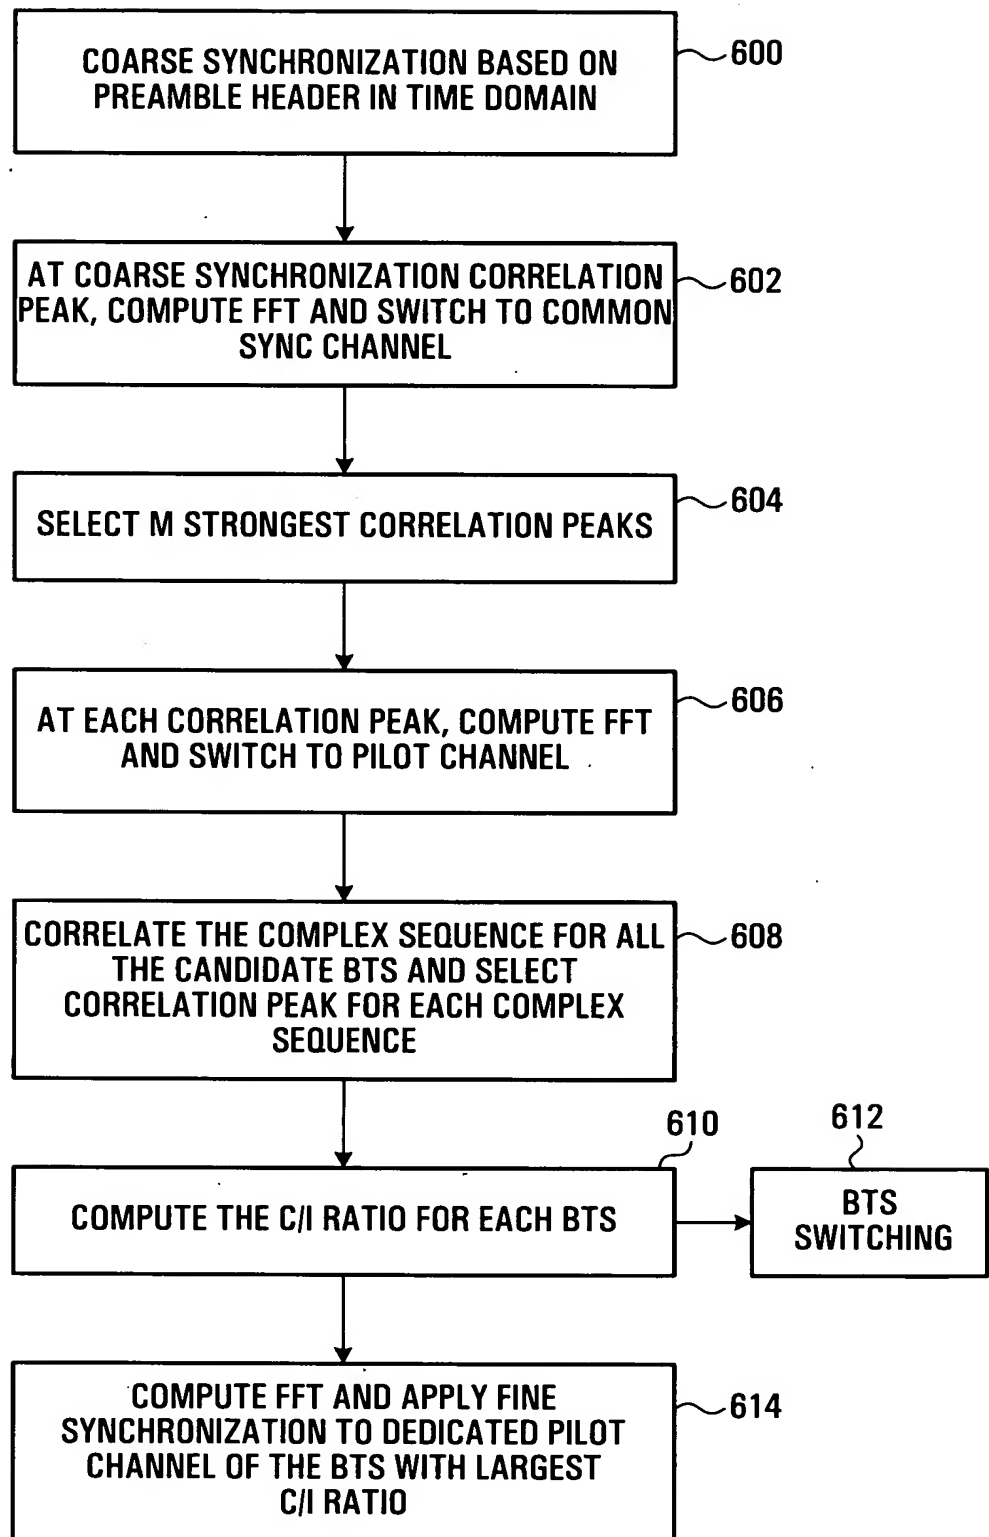 COARSE SYNCHRONIZATION BASED ON
PREAMBLE HEADER IN TIME DOMAIN
600
AT COARSE SYNCHRONIZATION CORRELATION
PEAK, COMPUTE FFT AND SWITCH TO COMMON
SYNC CHANNEL
602
SELECT M STRONGEST CORRELATION PEAKS
604
AT EACH CORRELATION PEAK, COMPUTE FFT
AND SWITCH TO PILOT CHANNEL
606
CORRELATE THE COMPLEX SEQUENCE FOR ALL
THE CANDIDATE BTS AND SELECT
CORRELATION PEAK FOR EACH COMPLEX
SEQUENCE
608
COMPUTE THE C/I RATIO FOR EACH BTS
610
612
BTS
SWITCHING
COMPUTE FFT AND APPLY FINE
SYNCHRONIZATION TO DEDICATED PILOT
CHANNEL OF THE BTS WITH LARGEST
C/I RATIO
614